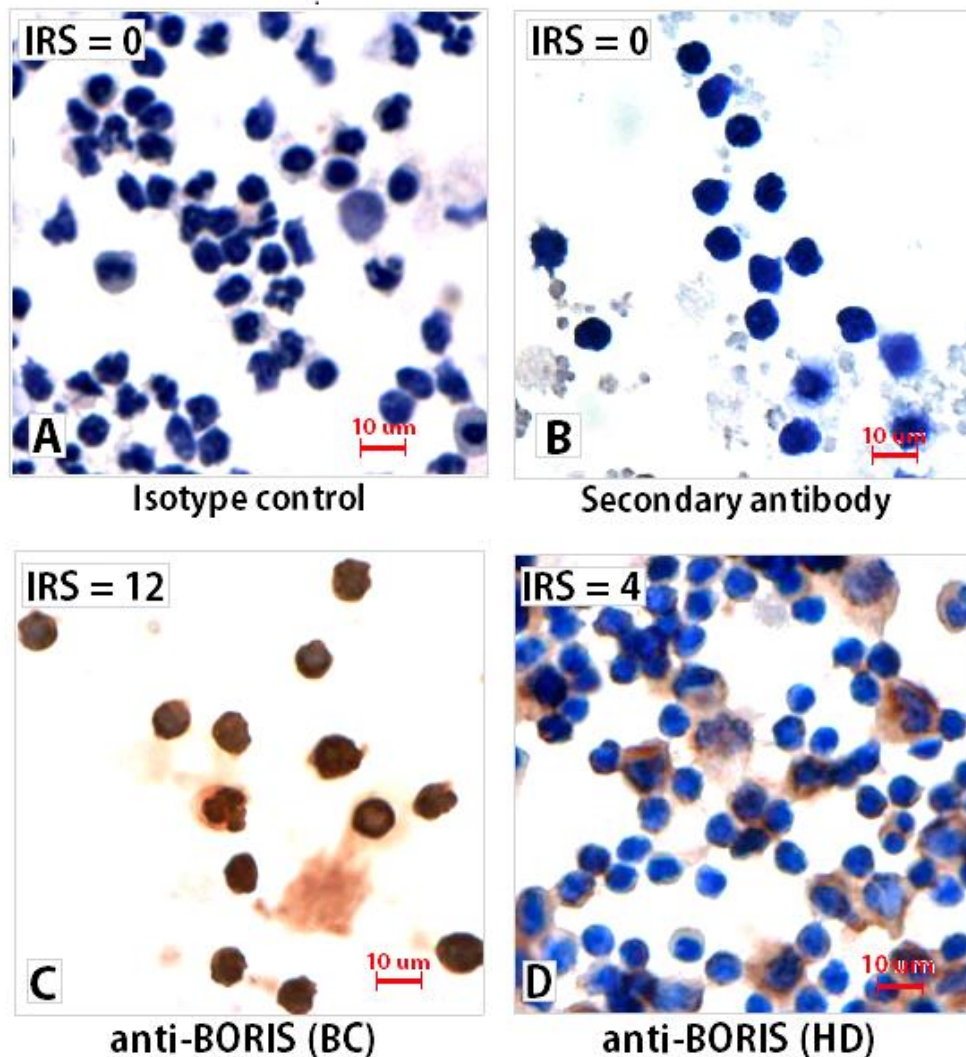 IRS = 0
A
10 um
Isotype control
IRS = 0
B
10 um
Secondary antibody
IRS = 12
C
10 um
anti-BORIS (BC)
IRS = 4
D
10 um
anti-BORIS (HD)